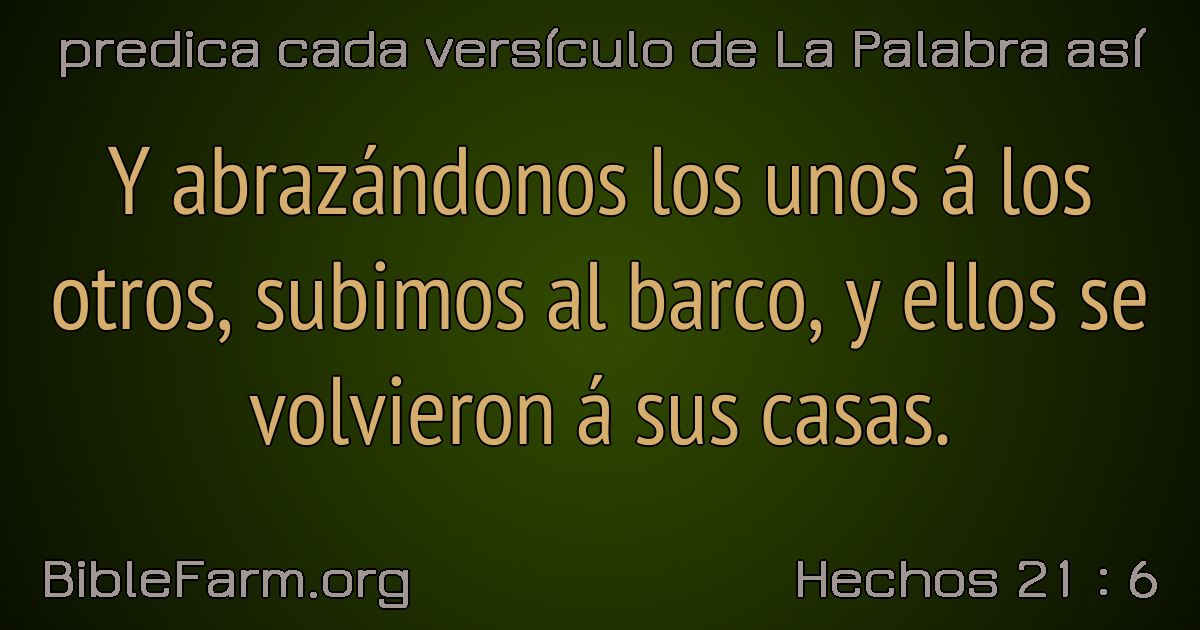 predica cada versículo de La Palabra así
Y abrazándonos los unos á los
otros, subimos al barco, y ellos se
volvieron á sus casas.
BibleFarm.org
Hechos 21 : 6